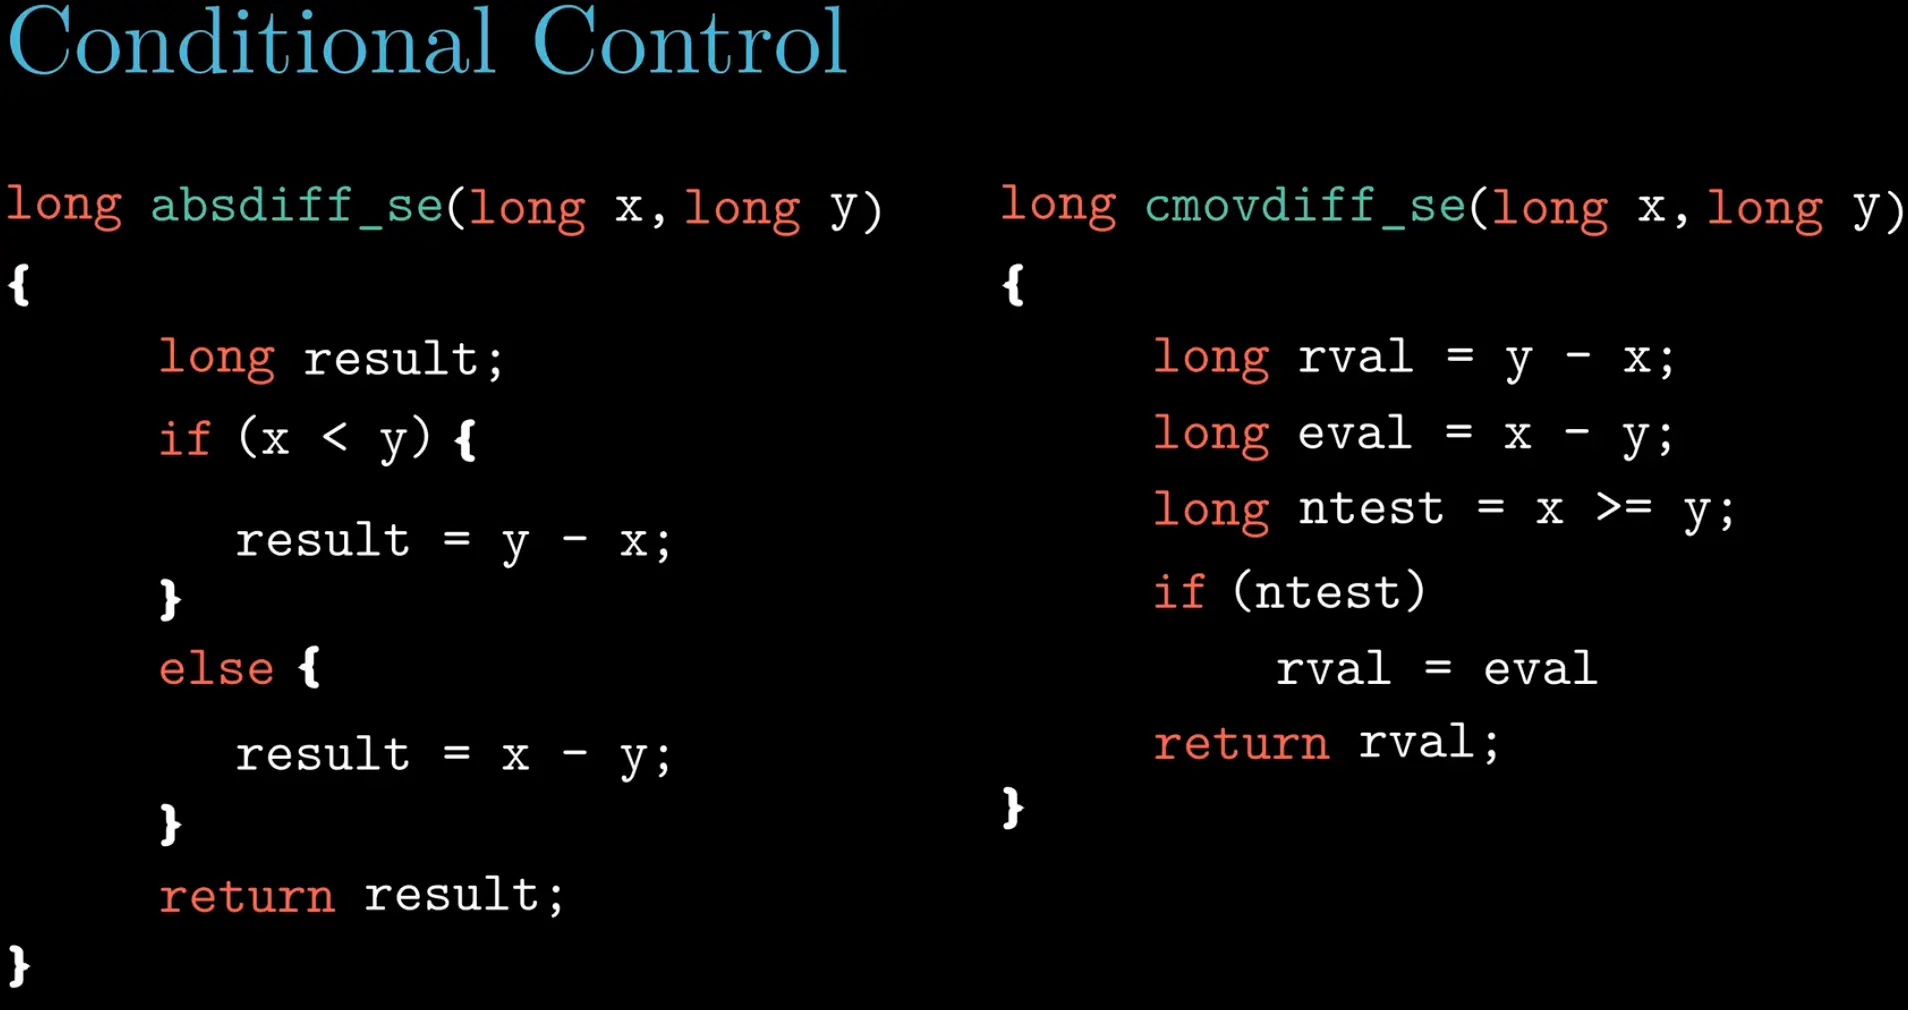 Conditional Control
long absdiff_se(long x, long y)
{
long result;
if (x < y) {
result = y - x;
}
else {
result = x - y;
}
return result;
}
long cmovdiff_se(long x, long y)
{
long rval = y - x;
long eval = x - y;
long ntest = x >= y;
if (ntest)
rval = eval
return rval;
}